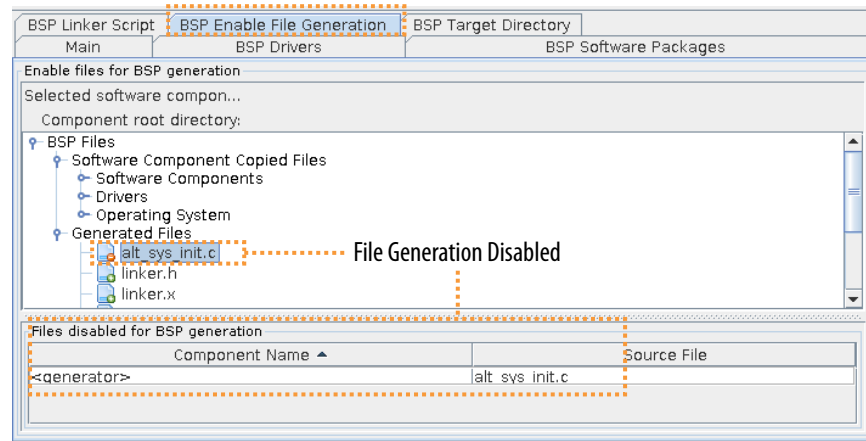 BSP Linker Script BSP Enable File Generation BSP Target Directory
Main BSP Drivers BSP Software Packages
Enable files for BSP generation
Selected software compon...
Component root directory:
BSP Files
Software Component Copied Files
Software Components
Drivers
Operating System
Generated Files
alt_sys_init.c
File Generation Disabled
linker.h
linker.x
Files disabled for BSP generation
Component Name Source File
<generator> alt_sys_init.c